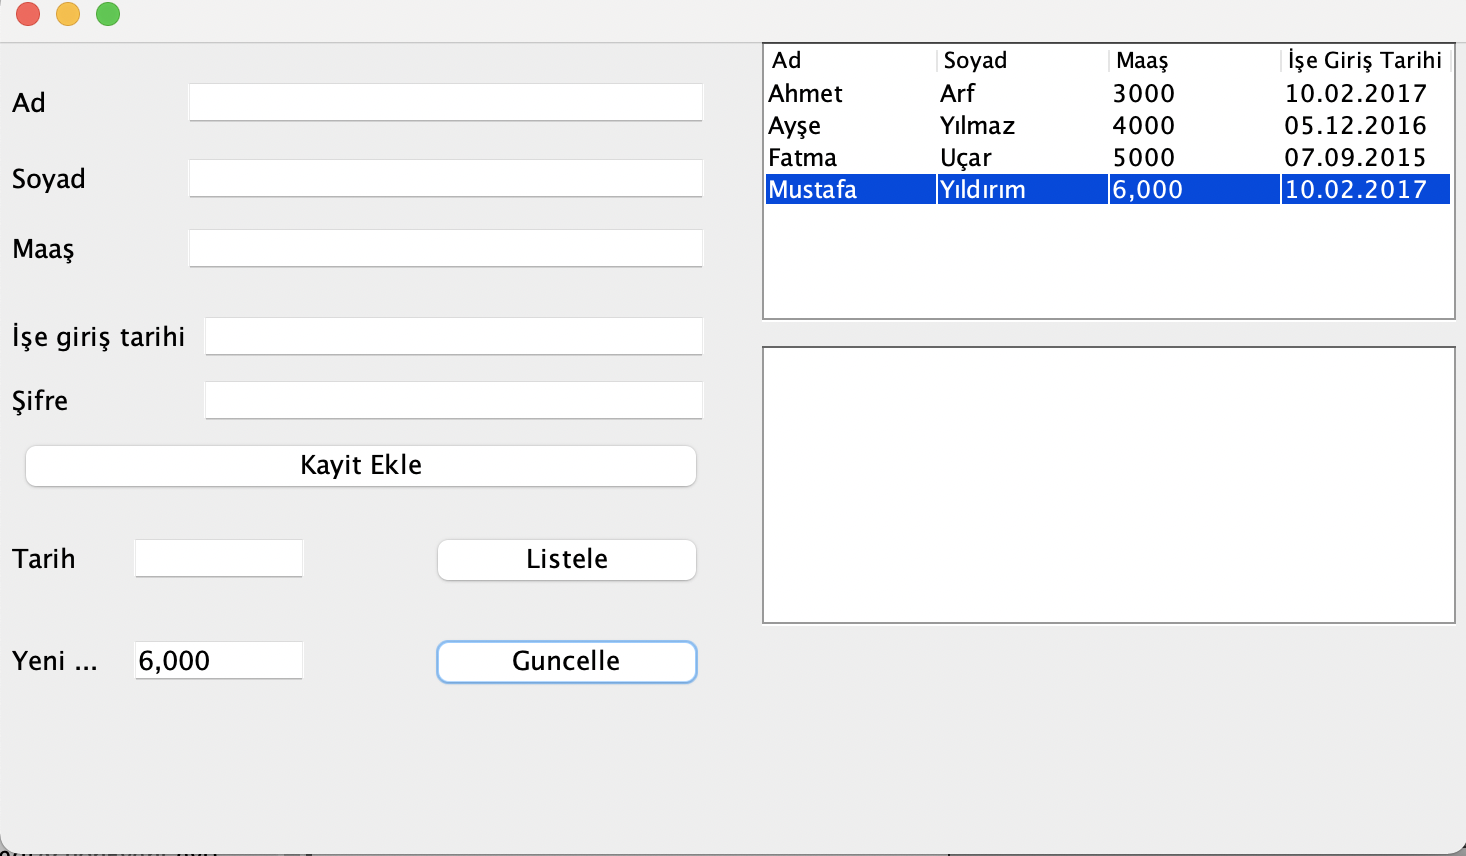 Ad
Soyad
Maaş
İşe giriş tarihi
Şifre
Kayit Ekle
Tarih
Listele
Yeni ...
6,000
Guncelle
Ad Soyad Maaş İşe Giriş Tarihi
Ahmet Arf 3000 10.02.2017
Ayşe Yılmaz 4000 05.12.2016
Fatma Uçar 5000 07.09.2015
Mustafa Yıldırım 6,000 10.02.2017